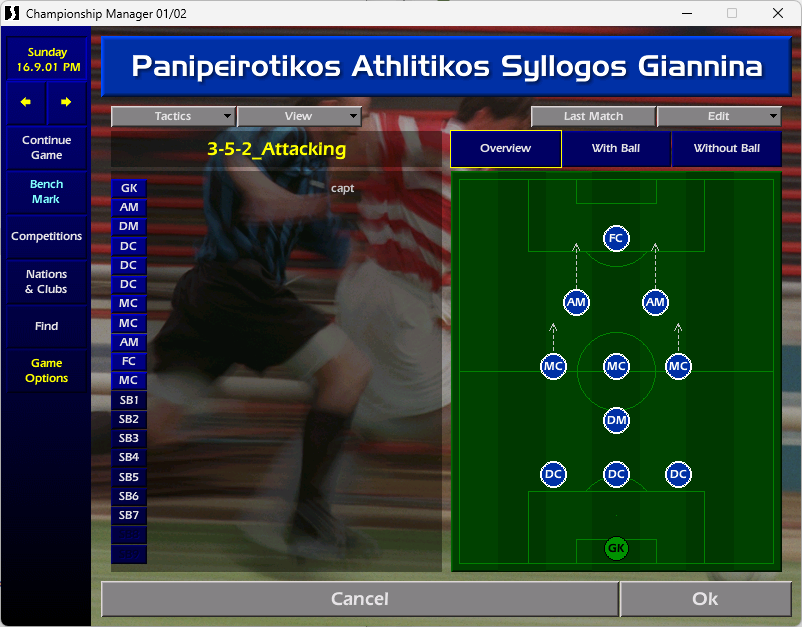 Championship Manager 01/02
Sunday
16.9.01 PM
Continue
Game
Bench
Mark
Competitions
Nations
& Clubs
Find
Game
Options
Panipeirotikos Athlitikos Syllogos Giannina
Tactics
View
Last Match
Edit
3-5-2_Attacking
Overview
With Ball
Without Ball
GK
capt
AM
DM
DC
DC
DC
MC
MC
AM
FC
MC
SB1
SB2
SB3
SB4
SB5
SB6
SB7
FC
AM AM
MC MC MC
DM
DC DC DC
GK
Cancel
Ok